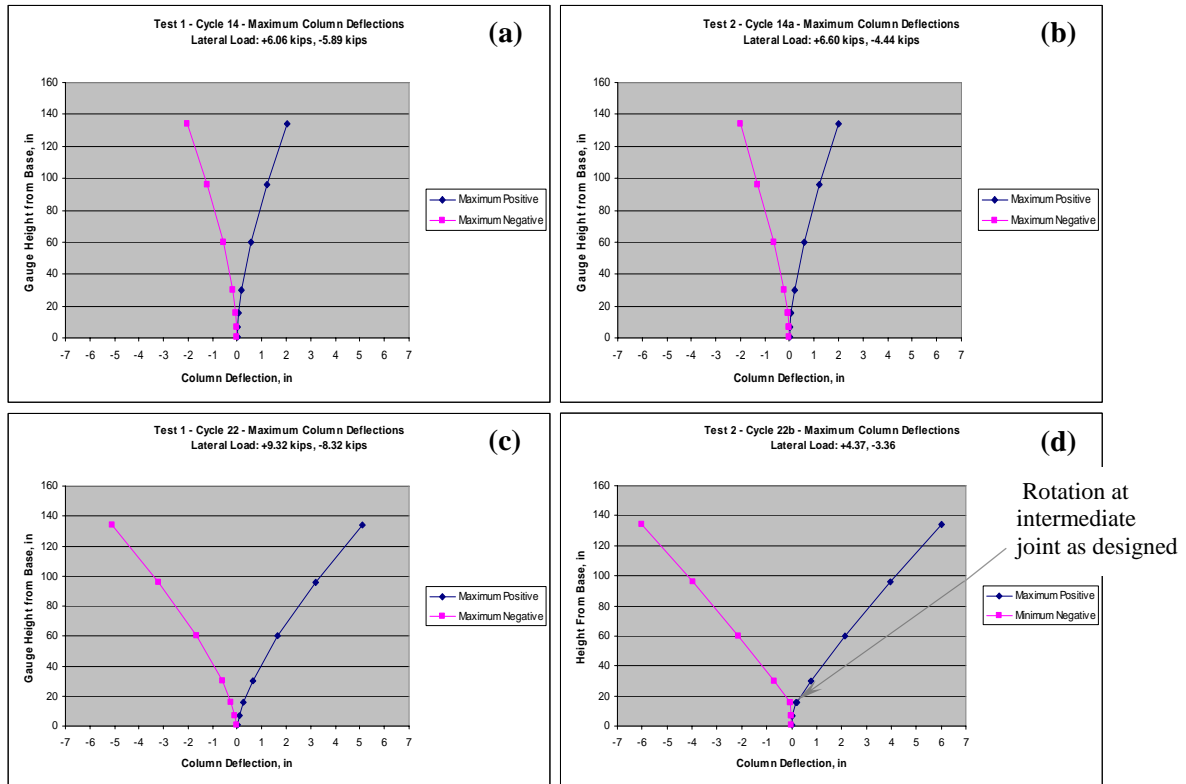 Test 1 - Cycle 14 - Maximum Column Deflections
Lateral Load: +6.06 kips, -5.89 kips
(a)
Gauge Height from Base, in
160
140
120
100
80
60
40
20
0
-7 -6 -5 -4 -3 -2 -1 0 1 2 3 4 5 6 7
Column Deflection, in
Maximum Positive
Maximum Negative
Test 2 - Cycle 14a - Maximum Column Deflections
Lateral Load: +6.60 kips, -4.44 kips
(b)
Gauge Height from Base, in
160
140
120
100
80
60
40
20
0
-7 -6 -5 -4 -3 -2 -1 0 1 2 3 4 5 6 7
Column Deflection, in
Maximum Positive
Maximum Negative
Test 1 - Cycle 22 - Maximum Column Deflections
Lateral Load: +9.32 kips, -8.32 kips
(c)
Gauge Height from Base, in
160
140
120
100
80
60
40
20
0
-7 -6 -5 -4 -3 -2 -1 0 1 2 3 4 5 6 7
Column Deflection, in
Maximum Positive
Maximum Negative
Test 2 - Cycle 22b - Maximum Column Deflections
Lateral Load: +4.37, -3.36
(d)
Height From Base, in
160
140
120
100
80
60
40
20
0
-7 -6 -5 -4 -3 -2 -1 0 1 2 3 4 5 6 7
Column Deflection, in
Maximum Positive
Minimum Negative
Rotation at
intermediate
joint as designed